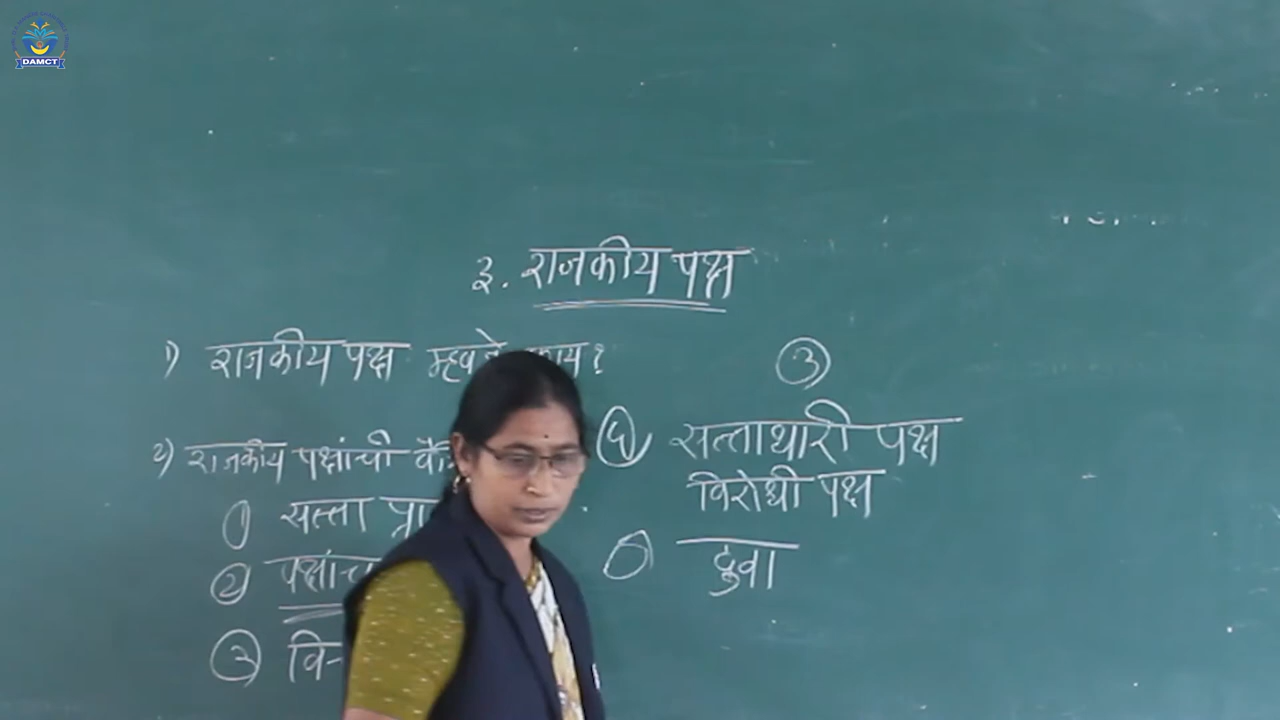 DAMCT
३. राजकीय पक्ष
१) राजकीय पक्ष म्हणजे काय?
③
२) राजकीय पक्षांची
① सत्ता
② पक्षांच
③ वि
⑤ सत्ताधारी पक्ष
विरोधी पक्ष
दुवा